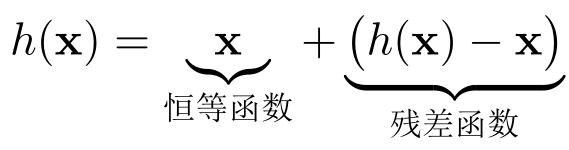 h(x) = x + (h(x) − x)
恒等函数
残差函数